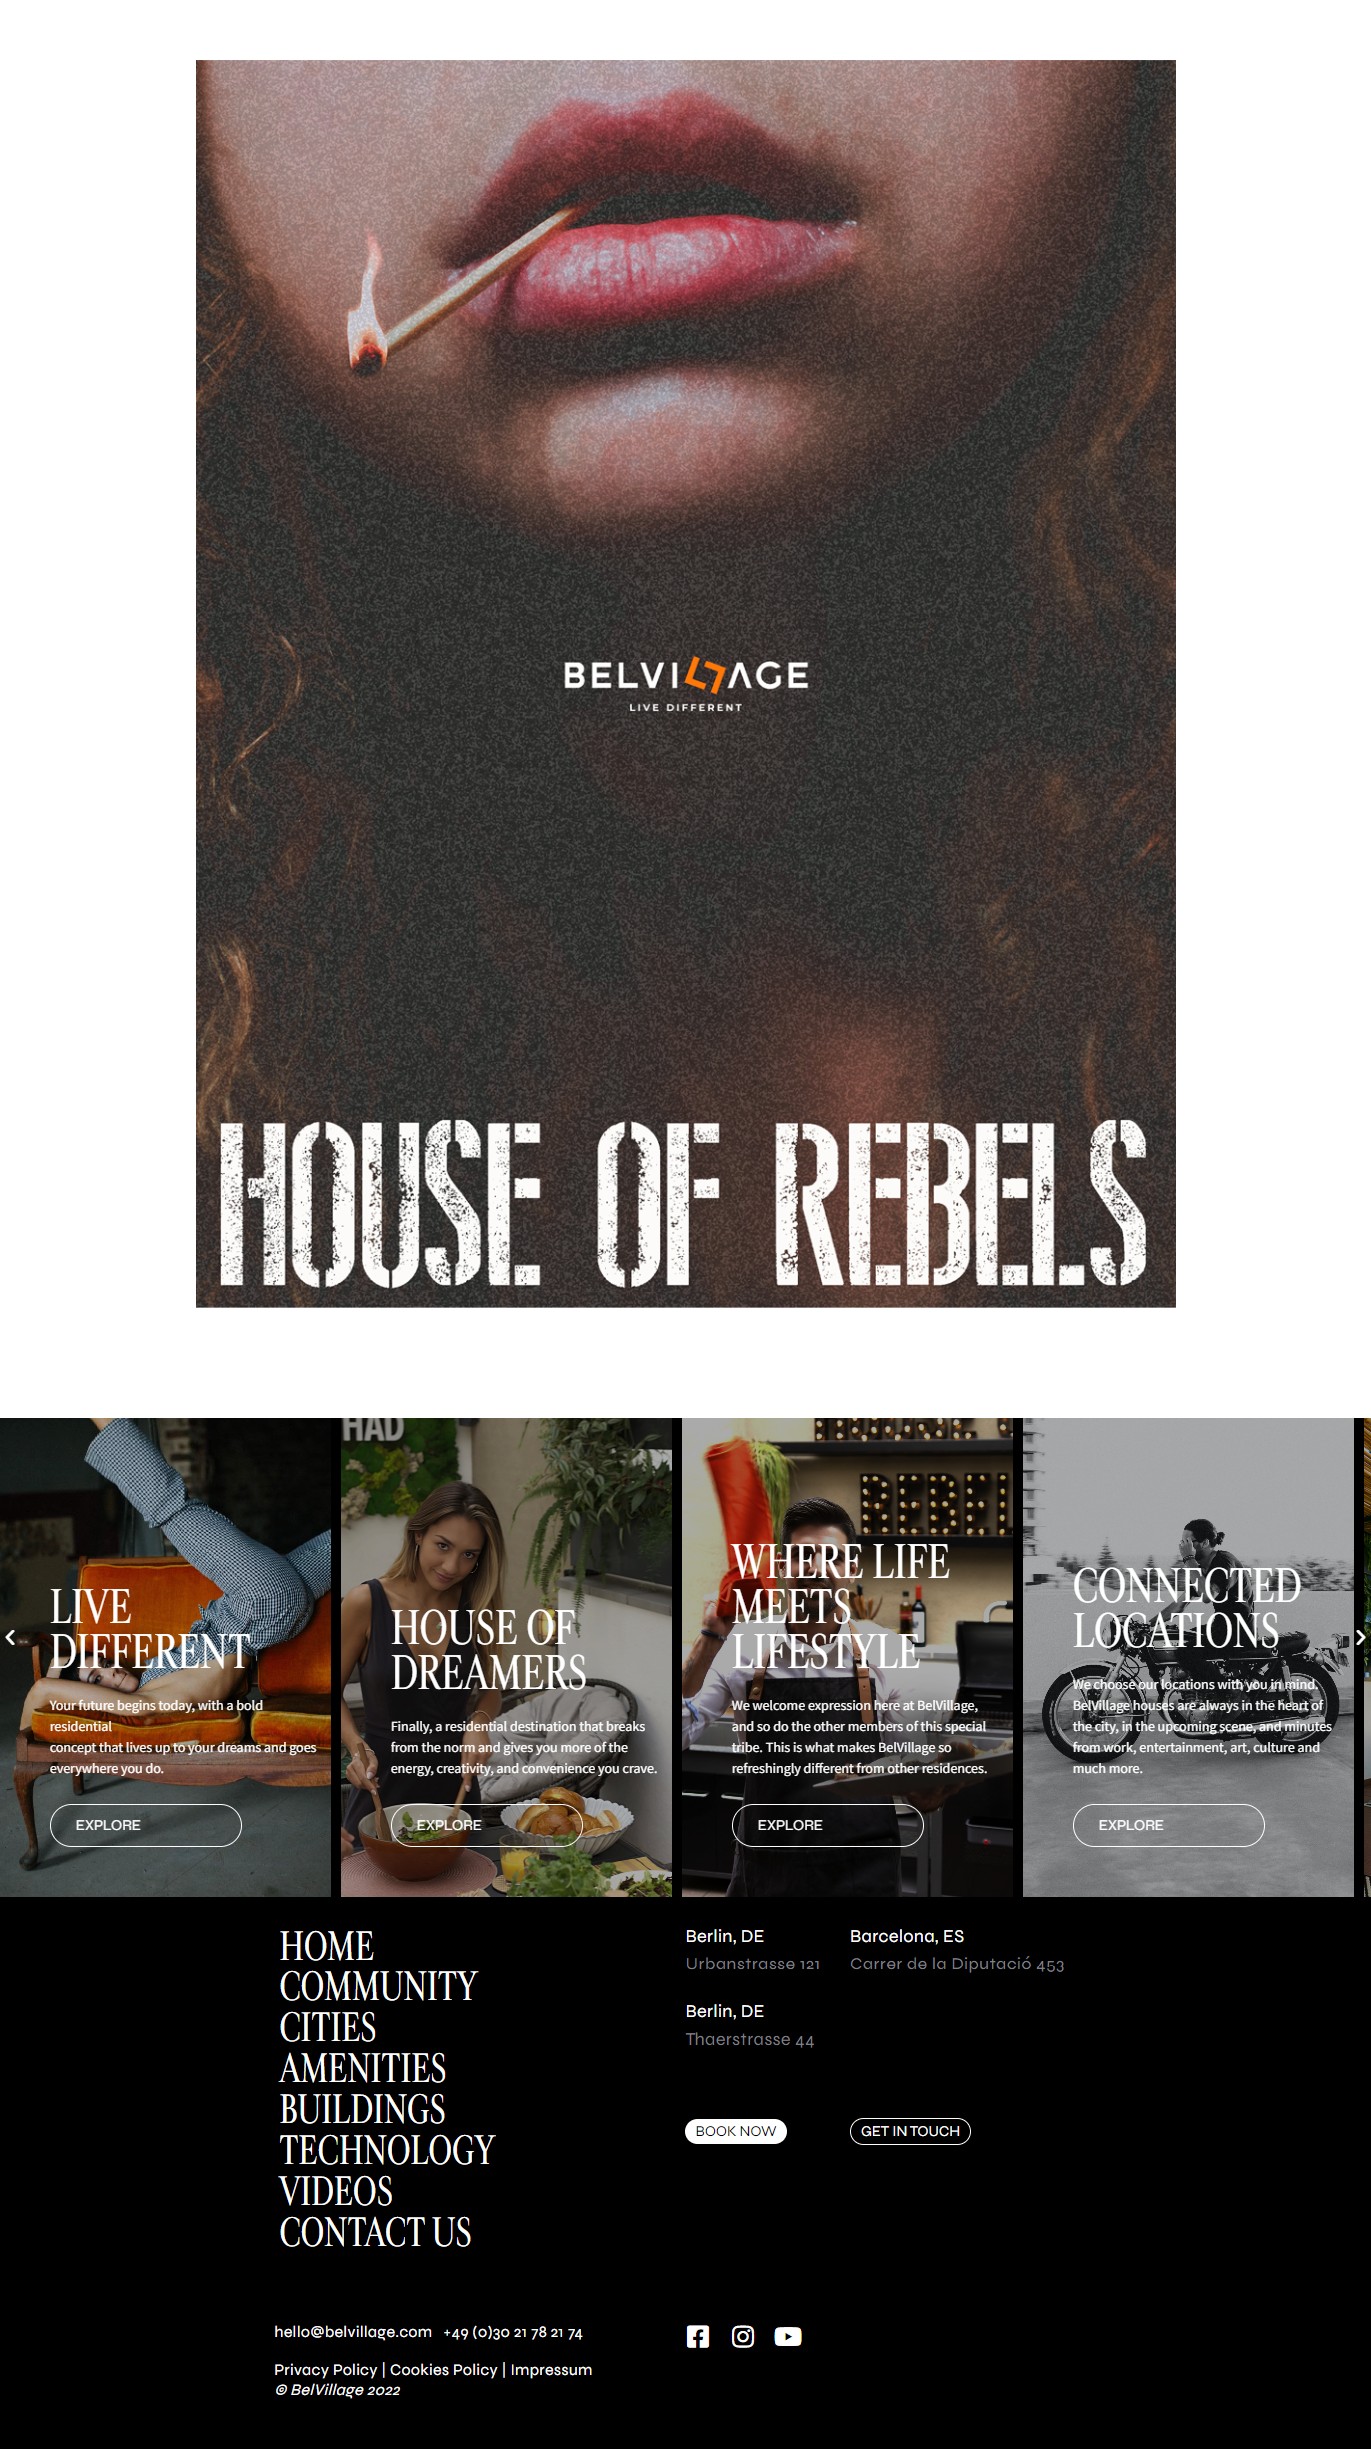 BELVILLAGE
LIVE DIFFERENT
HOUSE OF REBELS
LIVE
DIFFERENT
Your future begins today, with a bold
residential
concept that lives up to your dreams and goes
everywhere you do.
EXPLORE
HAD
HOUSE OF
DREAMERS
Finally, a residential destination that breaks
from the norm and gives you more of the
energy, creativity, and convenience you crave.
EXPLORE
REBEL
WHERE LIFE
MEETS
LIFESTYLE
We welcome expression here at BelVillage,
and so do the other members of this special
tribe. This is what makes BelVillage so
refreshingly different from other residences.
EXPLORE
CONNECTED
LOCATIONS
We choose our locations with you in mind.
BelVillage houses are always in the heart of
the city, in the upcoming scene, and minutes
from work, entertainment, art, culture and
much more.
EXPLORE
HOME
COMMUNITY
CITIES
AMENITIES
BUILDINGS
TECHNOLOGY
VIDEOS
CONTACT US
Berlin, DE
Urbanstrasse 121
Barcelona, ES
Carrer de la Diputació 453
Berlin, DE
Thaerstrasse 44
BOOK NOW
GET IN TOUCH
hello@belvillage.com +49 (0)30 21 78 21 74
Privacy Policy | Cookies Policy | Impressum
© BelVillage 2022